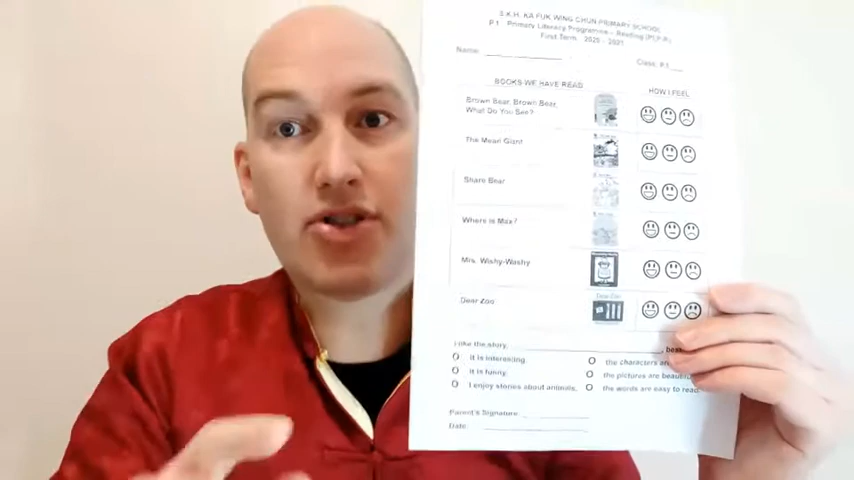 S.K.H. KA FUK WING CHUN PRIMARY SCHOOL
P.1 Primary Literacy Programme – Reading (PLP-R)
First Term 2020 - 2021
Name: Class: P.1
BOOKS WE HAVE READ HOW I FEEL
Brown Bear, Brown Bear,
What Do You See?
The Mean Giant
Share Bear
Where is Max?
Mrs. Wishy-Washy
Dear Zoo
I like the story
it is interesting. the characters are
it is funny. the pictures are beautiful.
I enjoy stories about animals. the words are easy to read.
Parent's Signature:
Date: